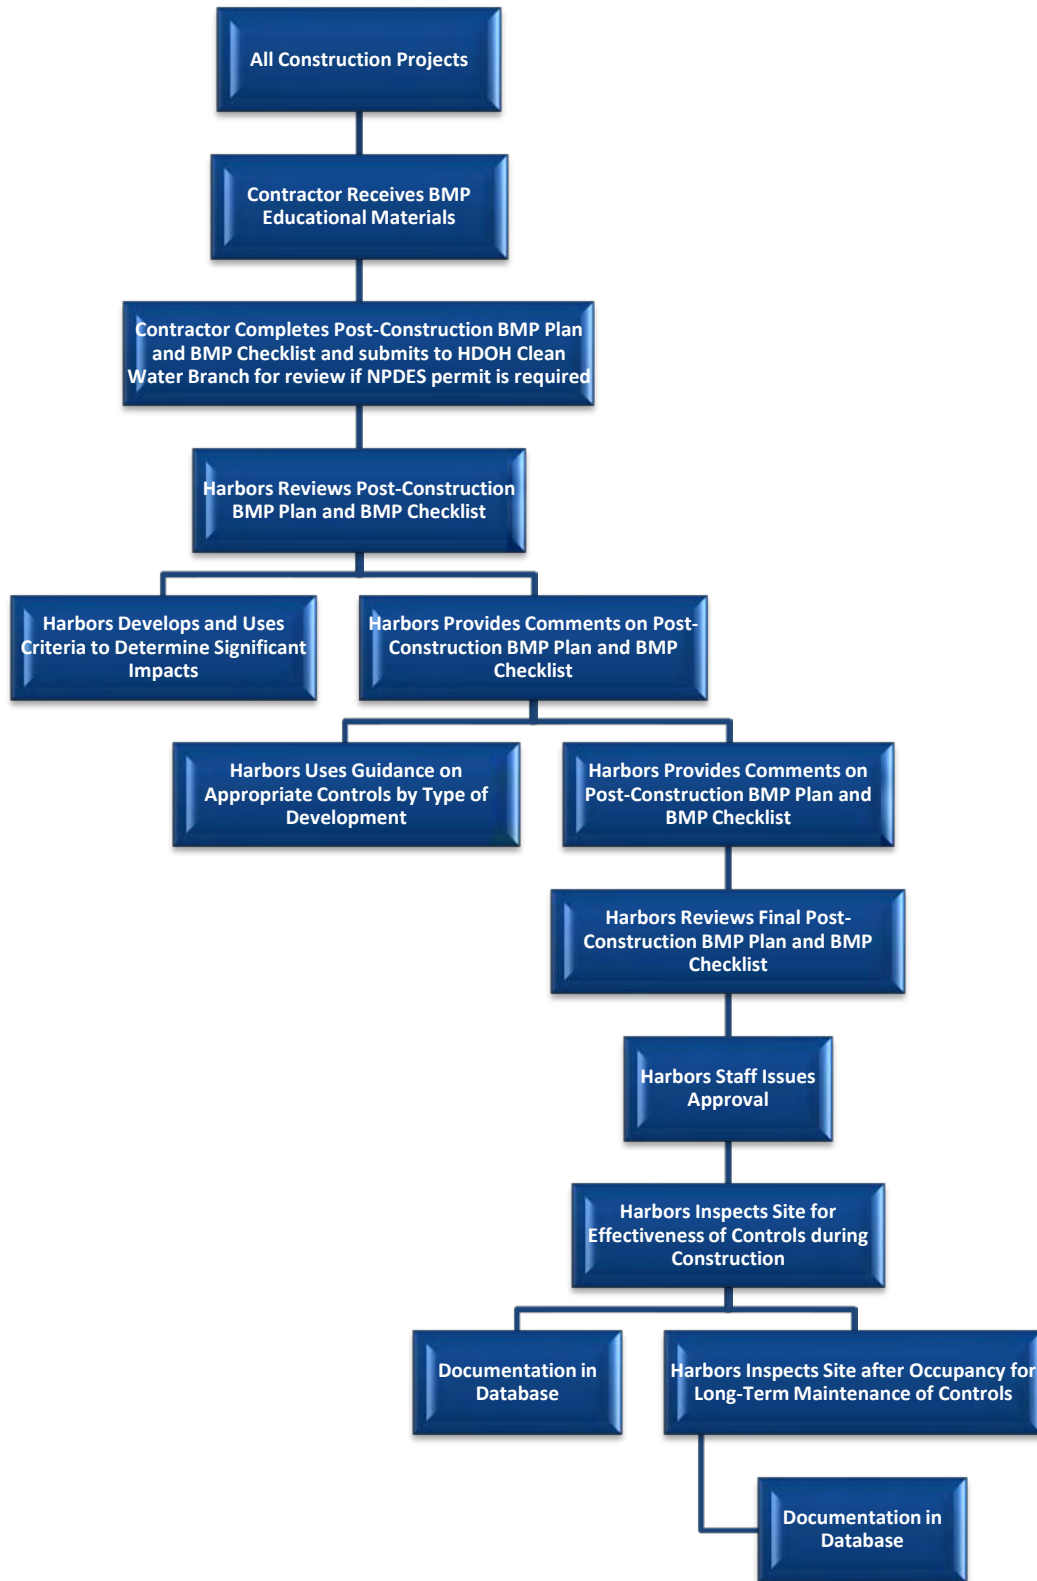 All Construction Projects
Contractor Receives BMP
Educational Materials
Contractor Completes Post-Construction BMP Plan
and BMP Checklist and submits to HDOH Clean
Water Branch for review if NPDES permit is required
Harbors Reviews Post-Construction
BMP Plan and BMP Checklist
Harbors Develops and Uses
Criteria to Determine Significant
Impacts
Harbors Provides Comments on Post-
Construction BMP Plan and BMP
Checklist
Harbors Uses Guidance on
Appropriate Controls by Type of
Development
Harbors Provides Comments on
Post-Construction BMP Plan and
BMP Checklist
Harbors Reviews Final Post-
Construction BMP Plan and BMP
Checklist
Harbors Staff Issues
Approval
Harbors Inspects Site for
Effectiveness of Controls during
Construction
Documentation in
Database
Harbors Inspects Site after Occupancy for
Long-Term Maintenance of Controls
Documentation in
Database